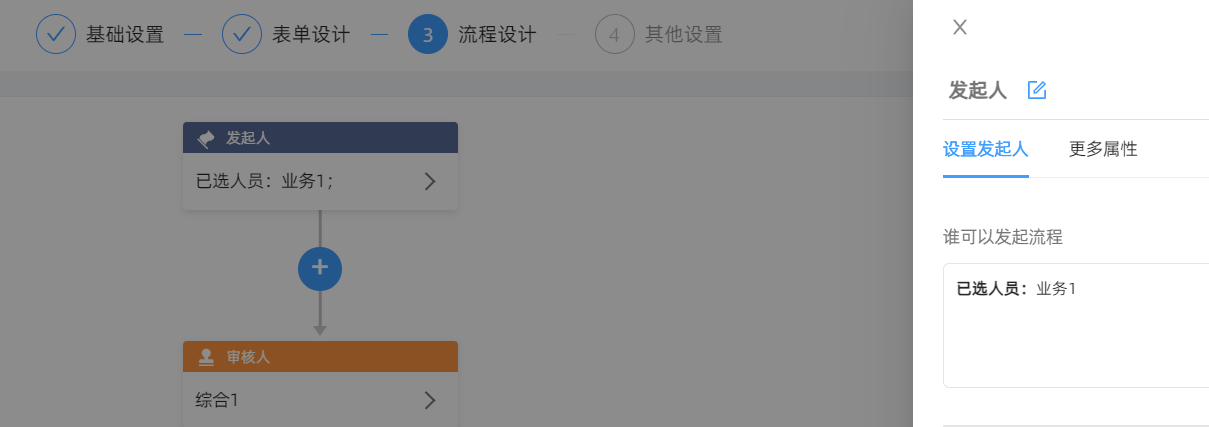 基础设置
表单设计
3 流程设计
4 其他设置
发起人
已选人员：业务1；
审核人
综合1
发起人
设置发起人 更多属性
谁可以发起流程
已选人员：业务1